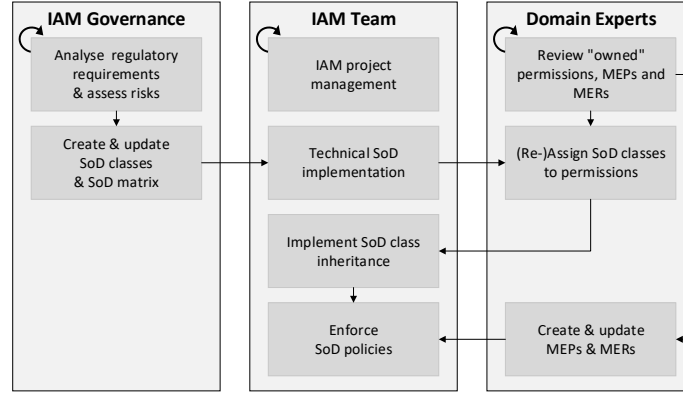 IAM Governance
Analyse regulatory
requirements
& assess risks
Create & update
SoD classes
& SoD matrix
IAM Team
IAM project
management
Technical SoD
implementation
Implement SoD class
inheritance
Enforce
SoD policies
Domain Experts
Review "owned"
permissions, MEPs and
MERs
(Re-)Assign SoD classes
to permissions
Create & update
MEPs & MERs